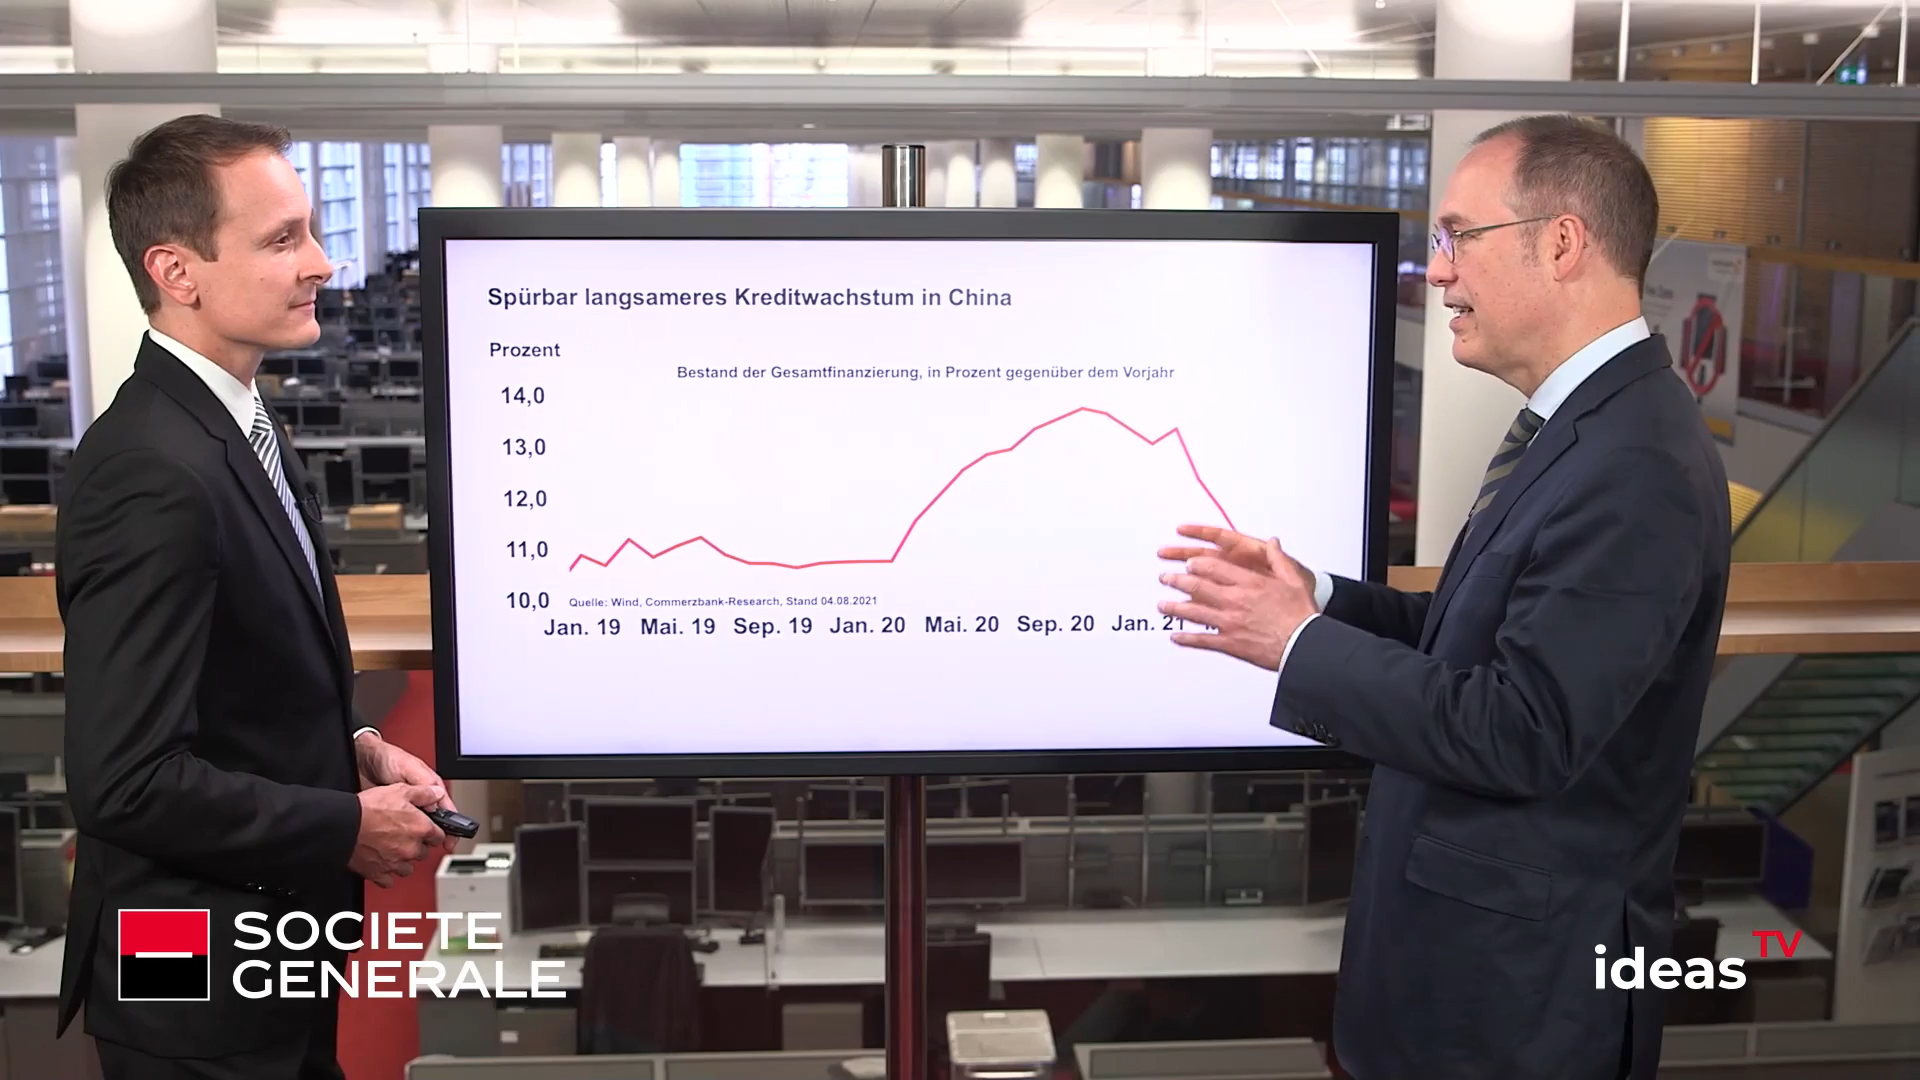 Spürbar langsameres Kreditwachstum in China
Prozent
Bestand der Gesamtfinanzierung, in Prozent gegenüber dem Vorjahr
14,0
13,0
12,0
11,0
10,0
Quelle: Wind, Commerzbank-Research, Stand 04.08.2021
Jan. 19 Mai. 19 Sep. 19 Jan. 20 Mai. 20 Sep. 20 Jan. 21
SOCIETE
GENERALE
ideas TV